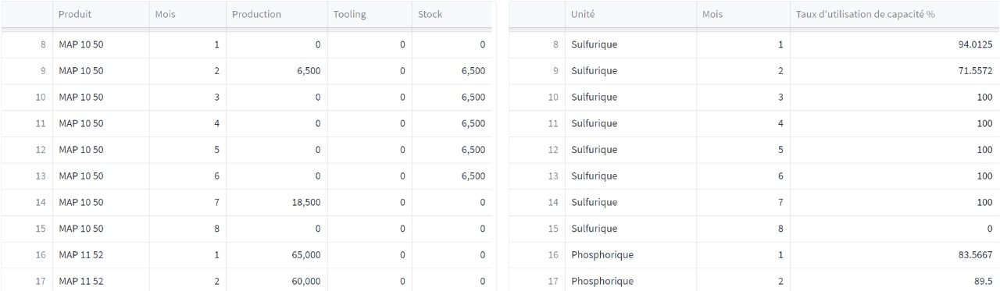 Produit Mois Production Tooling Stock Unité Mois Taux d'utilisation de capacité %
8 MAP 10 50 1 0 0 0 8 Sulfurique 1 94.0125
9 MAP 10 50 2 6,500 0 6,500 9 Sulfurique 2 71.5572
10 MAP 10 50 3 0 0 6,500 10 Sulfurique 3 100
11 MAP 10 50 4 0 0 6,500 11 Sulfurique 4 100
12 MAP 10 50 5 0 0 6,500 12 Sulfurique 5 100
13 MAP 10 50 6 0 0 6,500 13 Sulfurique 6 100
14 MAP 10 50 7 18,500 0 0 14 Sulfurique 7 100
15 MAP 10 50 8 0 0 0 15 Sulfurique 8 0
16 MAP 11 52 1 65,000 0 0 16 Phosphorique 1 83.5667
17 MAP 11 52 2 60,000 0 0 17 Phosphorique 2 89.5